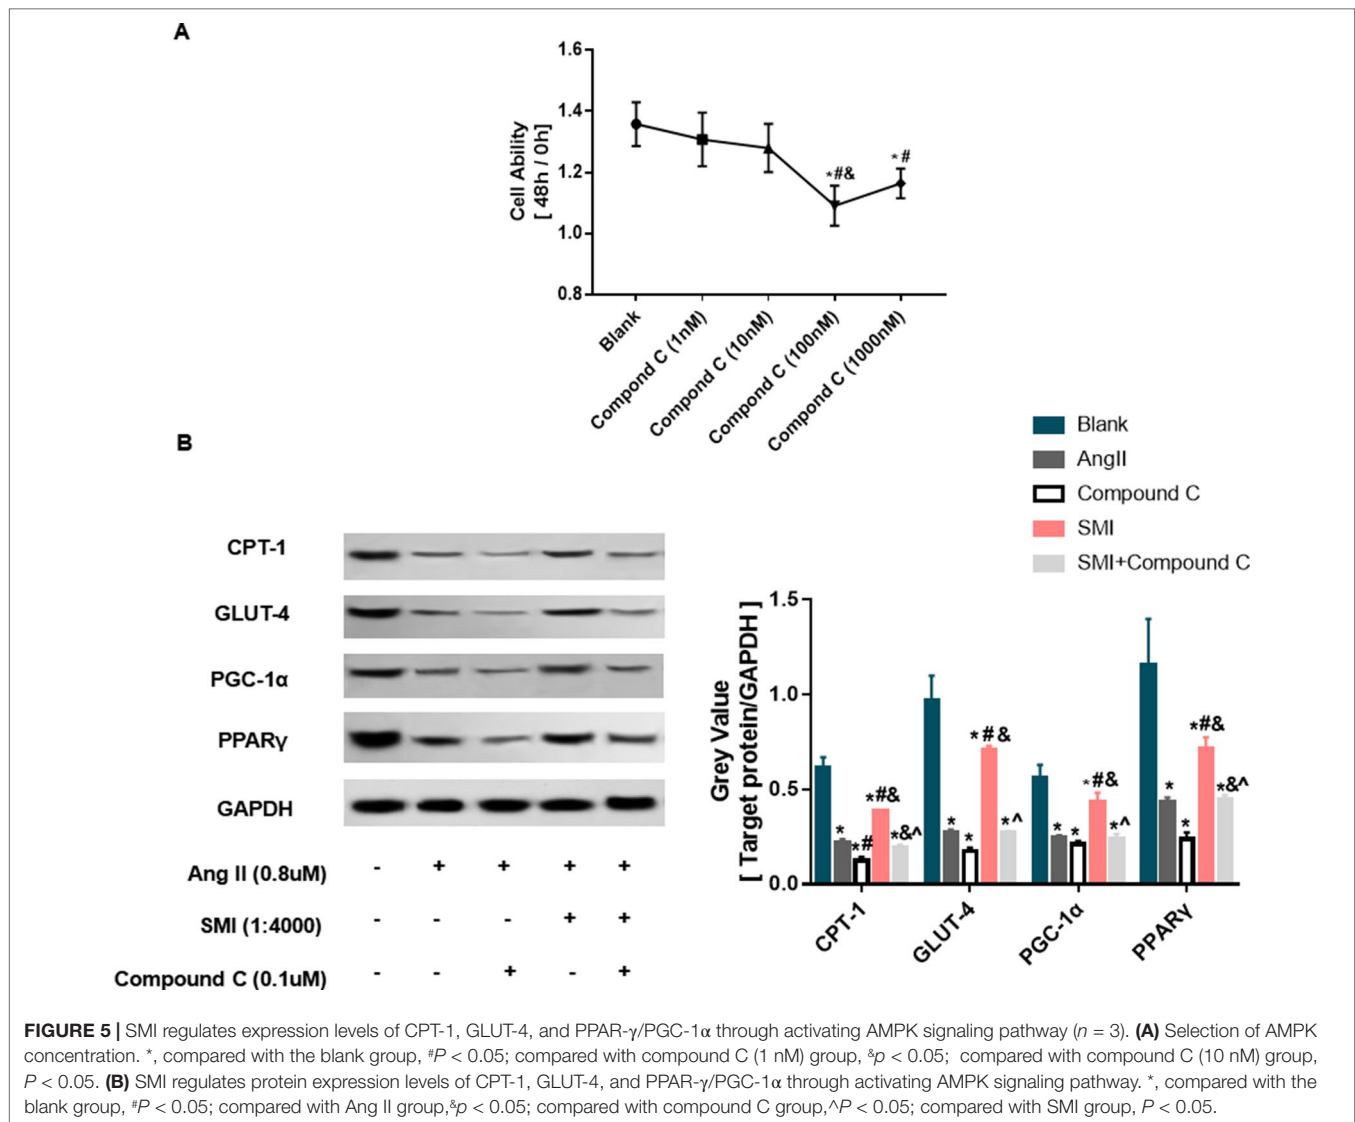 A
1.6
1.4
1.2
1.0
0.8
Cell Ability
[ 48h / 0h]
*#&
*#
Blank
Compond C (1nM)
Compond C (10nM)
Compond C (100nM)
Compond C (1000nM)
B
Blank
AngII
Compound C
SMI
SMI+Compound C
CPT-1
GLUT-4
PGC-1α
PPARγ
GAPDH
Ang II (0.8uM) - + + + +
SMI (1:4000) - - - + +
Compound C (0.1uM) - - + - +
Grey Value
[ Target protein/GAPDH ]
1.5
1.0
0.5
0.0
*
*#
*#&
*&^
*
*
*#&
*^
*
*
*#&
*^
*
*
*#&
*&^
CPT-1
GLUT-4
PGC-1α
PPARγ
FIGURE 5 | SMI regulates expression levels of CPT-1, GLUT-4, and PPAR-γ/PGC-1α through activating AMPK signaling pathway (n = 3). (A) Selection of AMPK
concentration. *, compared with the blank group, #P < 0.05; compared with compound C (1 nM) group, &p < 0.05; compared with compound C (10 nM) group,
P < 0.05. (B) SMI regulates protein expression levels of CPT-1, GLUT-4, and PPAR-γ/PGC-1α through activating AMPK signaling pathway. *, compared with the
blank group, #P < 0.05; compared with Ang II group,&p < 0.05; compared with compound C group,^P < 0.05; compared with SMI group, P < 0.05.